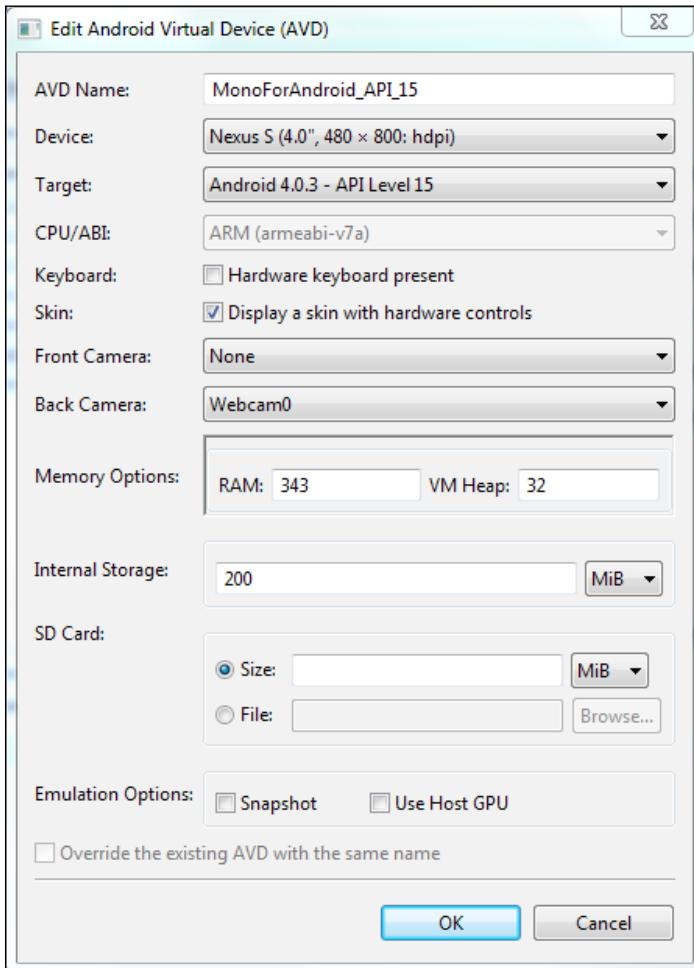 Edit Android Virtual Device (AVD)
AVD Name: MonoForAndroid_API_15
Device: Nexus S (4.0", 480 × 800: hdpi)
Target: Android 4.0.3 - API Level 15
CPU/ABI: ARM (armeabi-v7a)
Keyboard: Hardware keyboard present
Skin: Display a skin with hardware controls
Front Camera: None
Back Camera: Webcam0
Memory Options: RAM: 343 VM Heap: 32
Internal Storage: 200 MiB
SD Card:
Size: MiB
File: Browse...
Emulation Options: Snapshot Use Host GPU
Override the existing AVD with the same name
OK Cancel